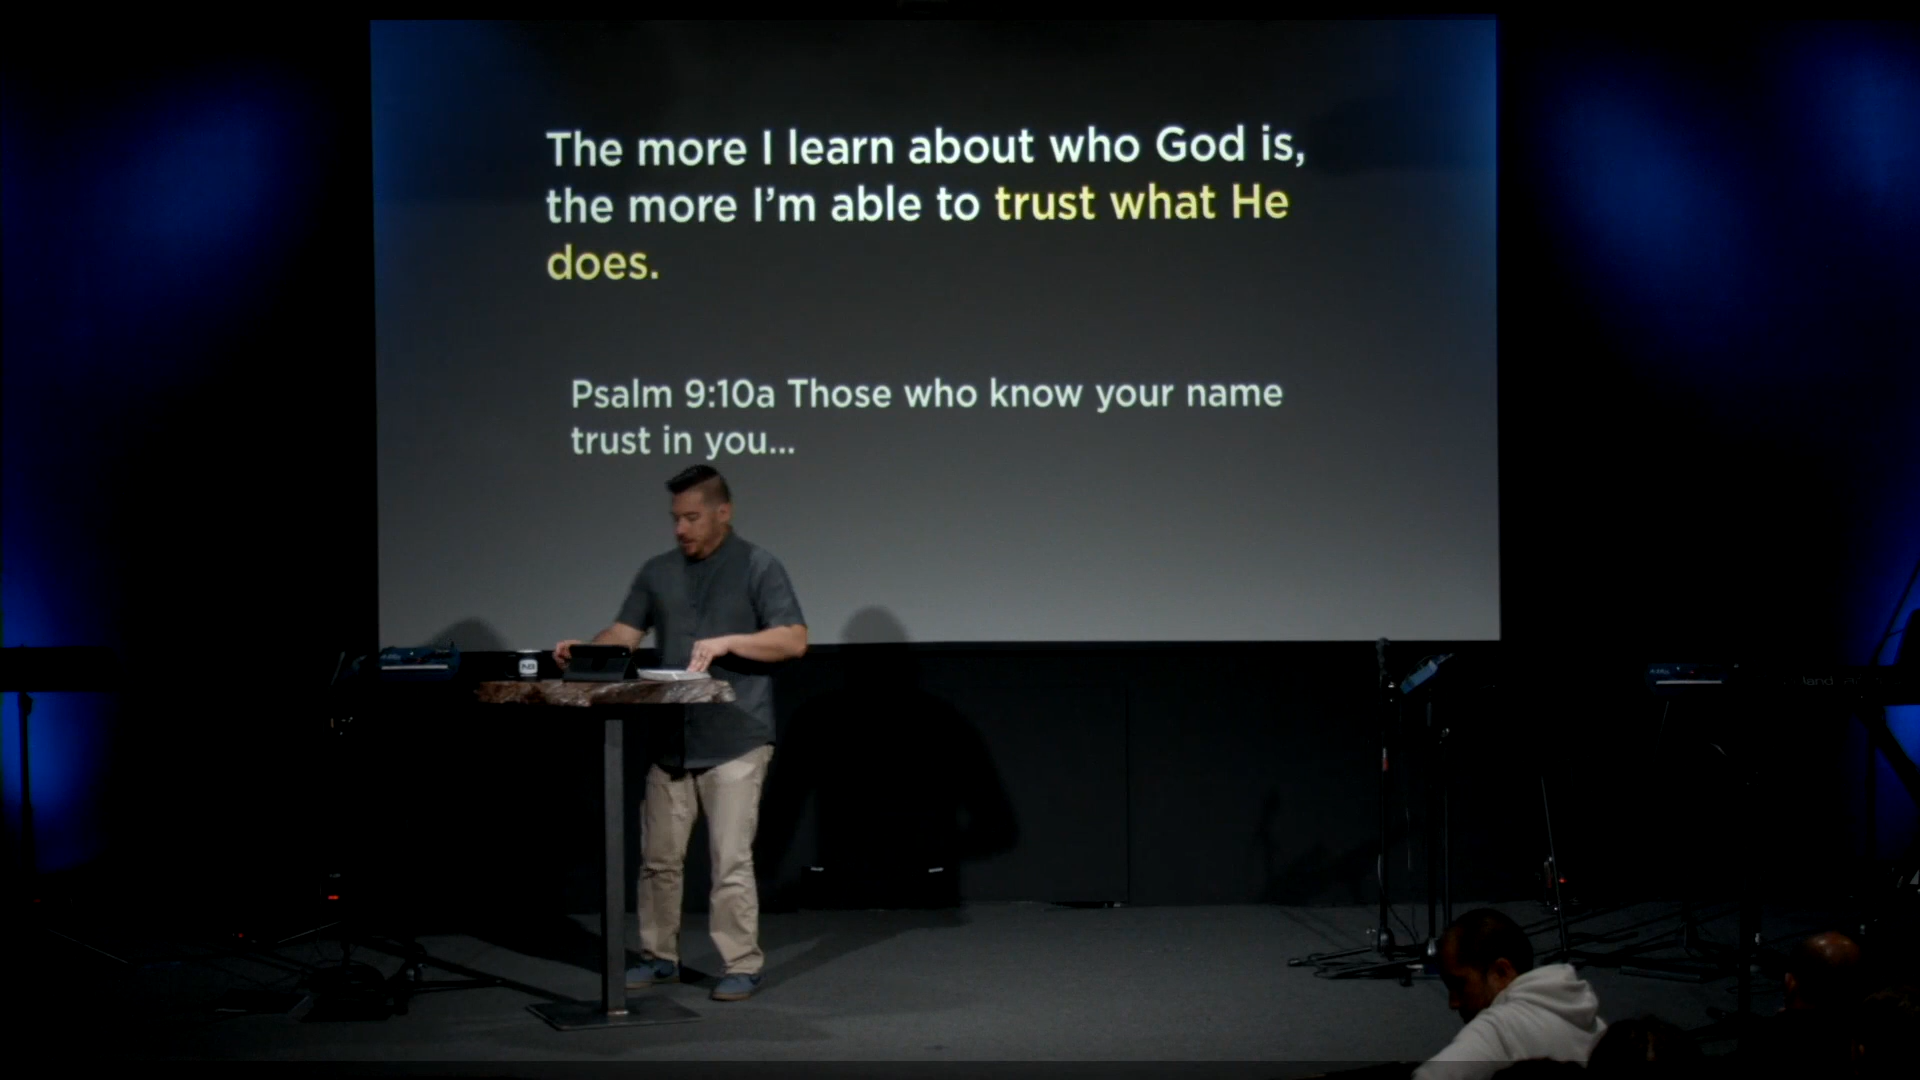 The more I learn about who God is,
the more I'm able to trust what He
does.
Psalm 9:10a Those who know your name
trust in you...